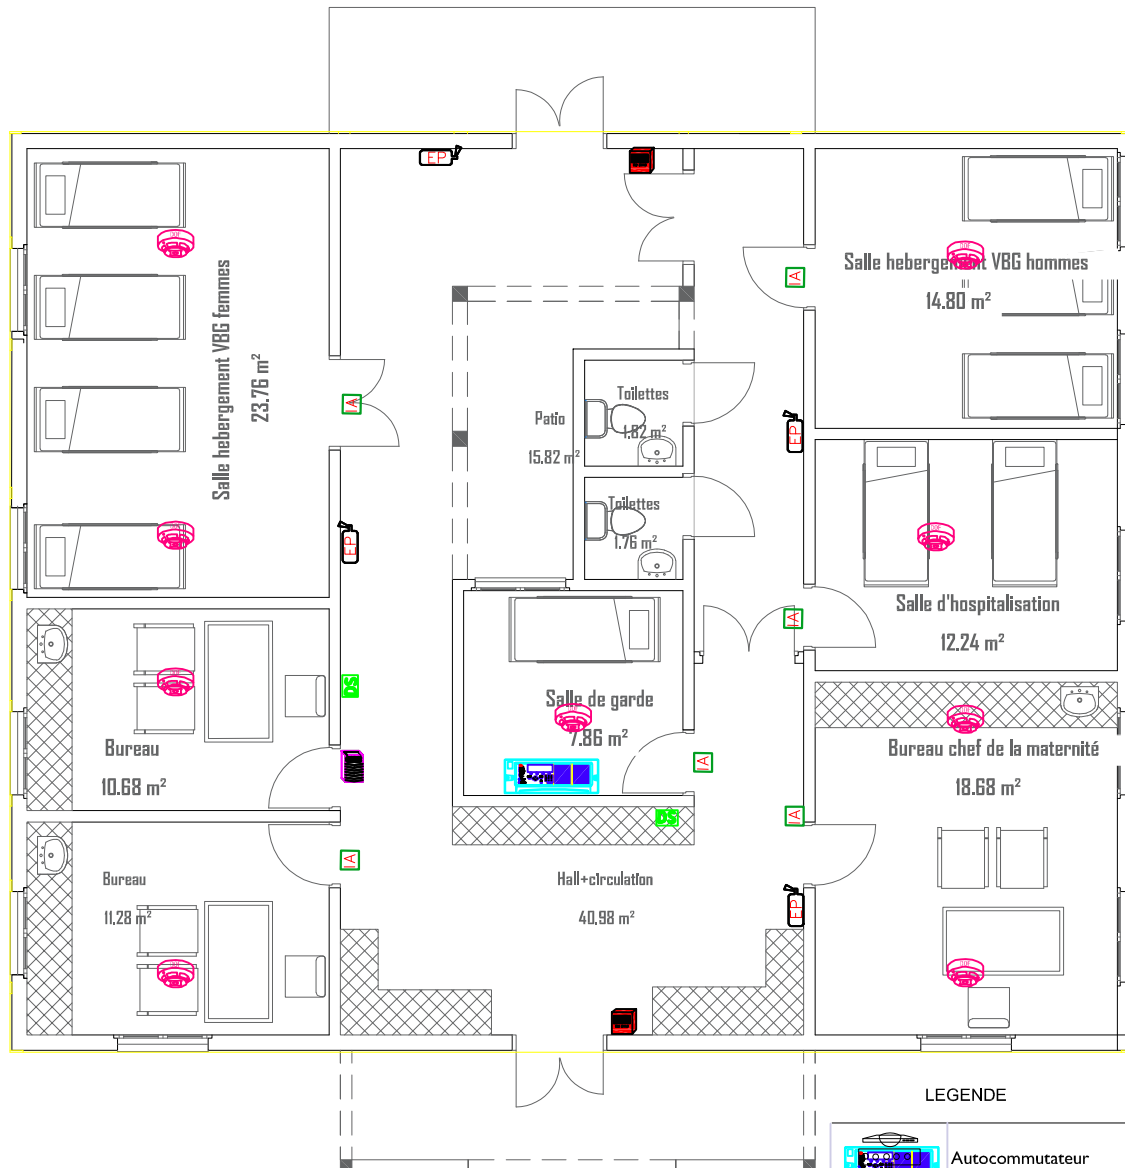 EP
Salle hebergement VBG femmes
23.76 m²
Salle hebergement VBG hommes
14.80 m²
IA
IA
Toilettes
1.82 m²
Patio
15.82 m²
EP
Toilettes
1.76 m²
EP
Salle d'hospitalisation
12.24 m²
IA
DS
Salle de garde
7.86 m²
Bureau
10.68 m²
IA
Bureau chef de la maternité
18.68 m²
DS
IA
IA
Bureau
11.28 m²
Hall+circulation
40.98 m²
EP
LEGENDE
Autocommutateur